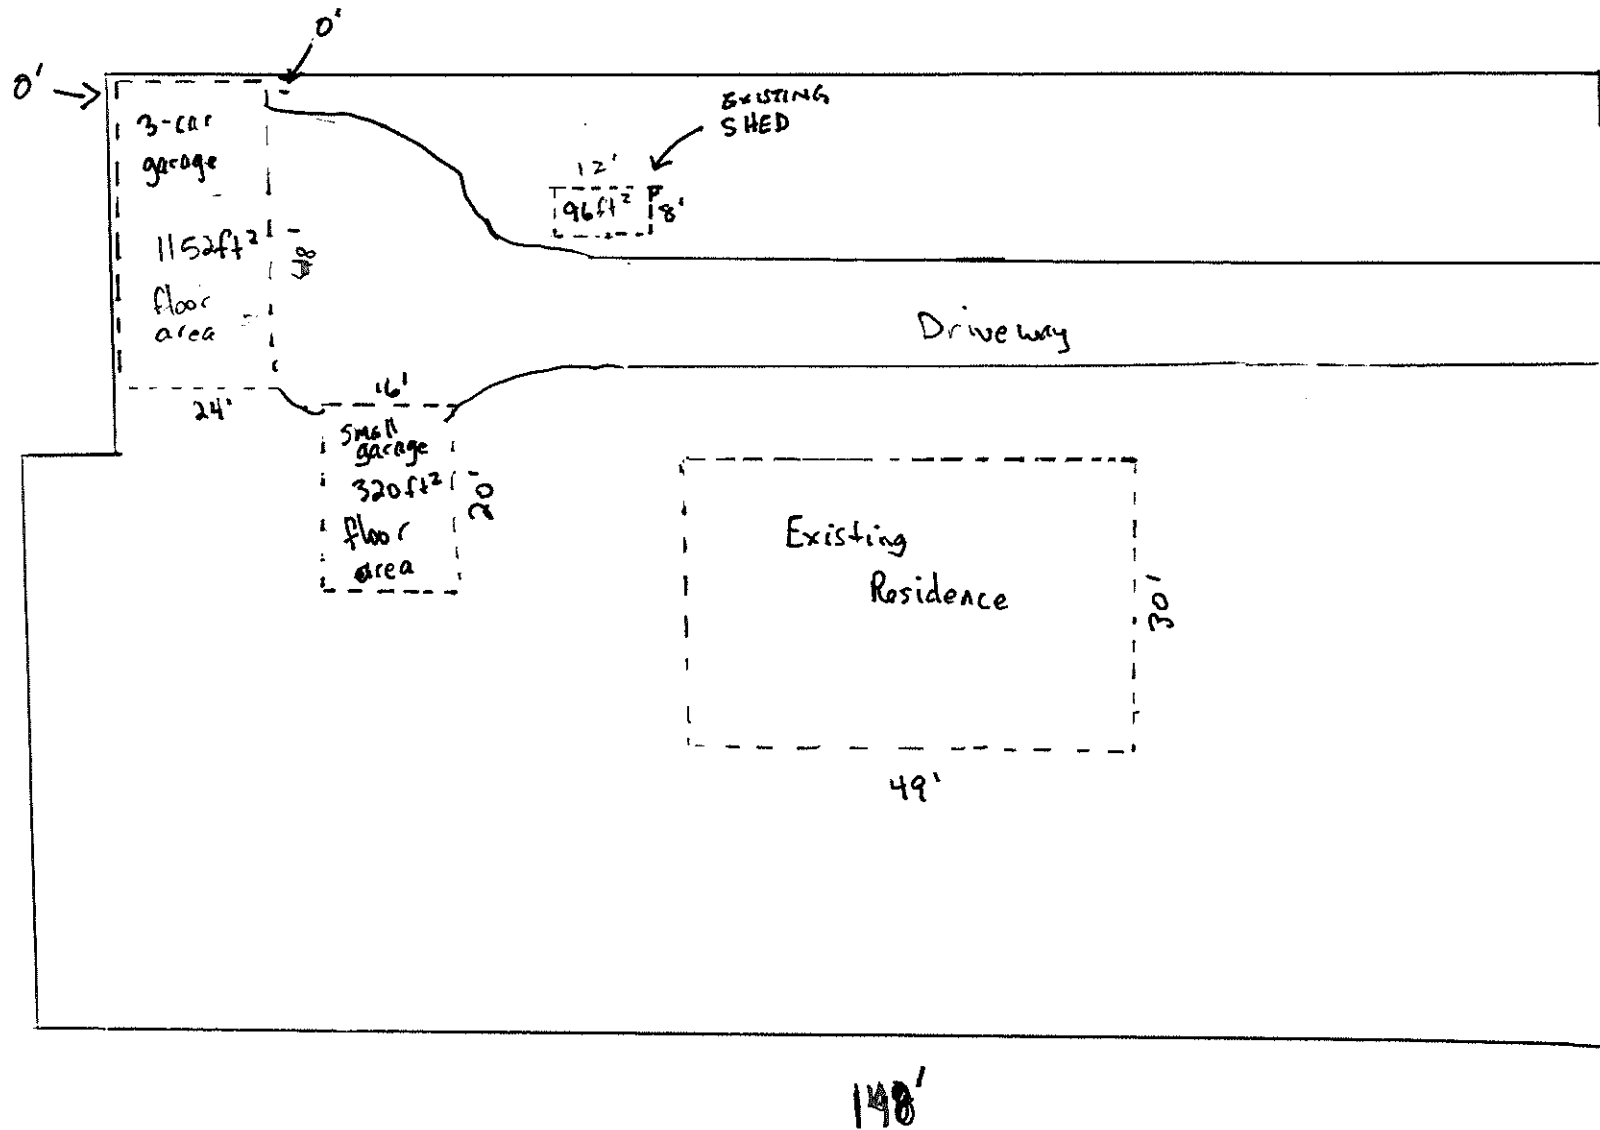 0'
0'
3-car
garage
1152ft²
floor
area
48
24'
EXISTING
SHED
12'
96ft²
8'
Driveway
16'
Small
garage
320ft²
floor
area
20
Existing
Residence
30'
49'
148'